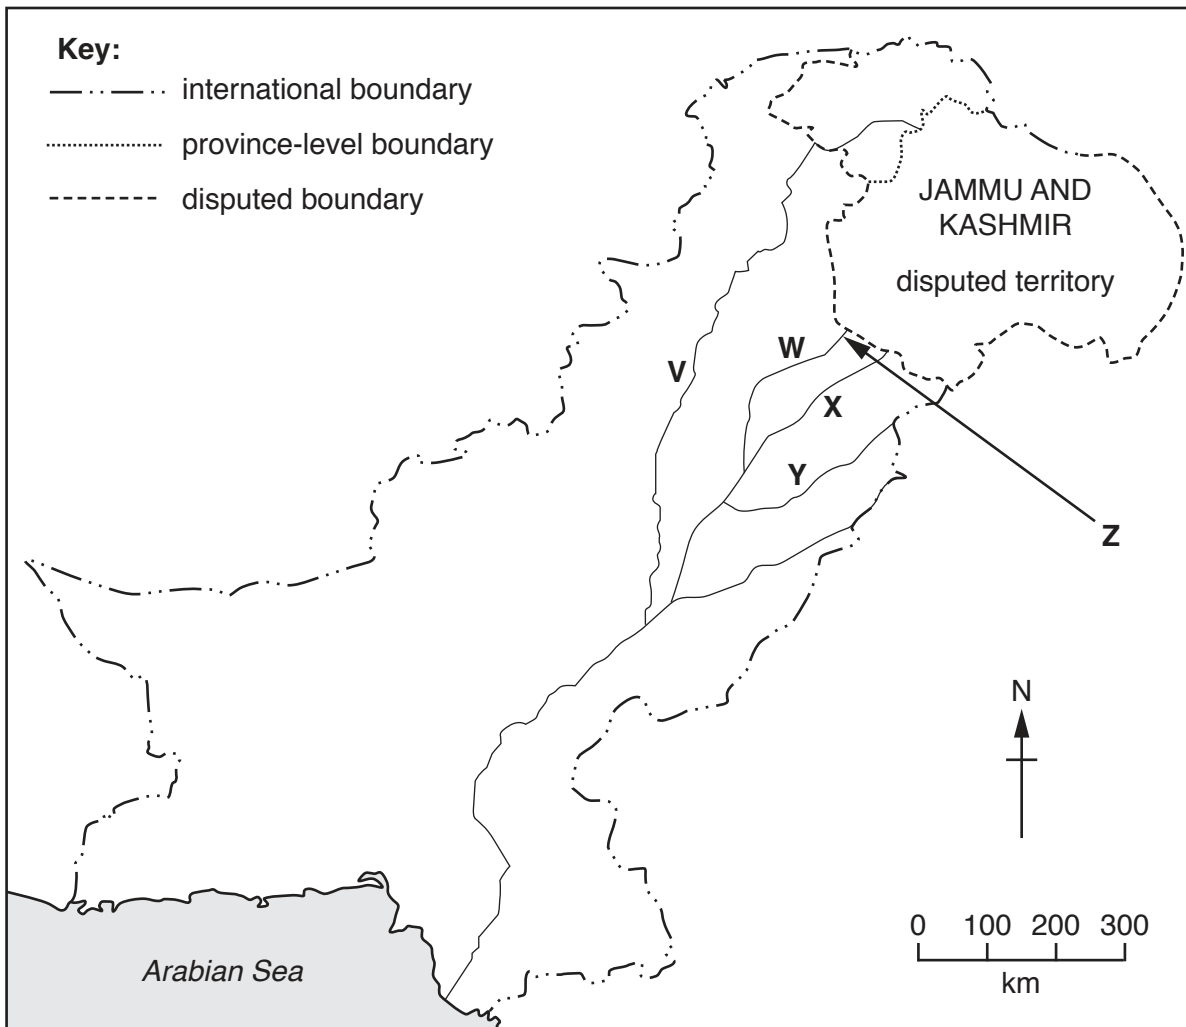 Key:
international boundary
province-level boundary
disputed boundary
JAMMU AND
KASHMIR
disputed territory
W
V
X
Y
Z
N
0 100 200 300
km
Arabian Sea